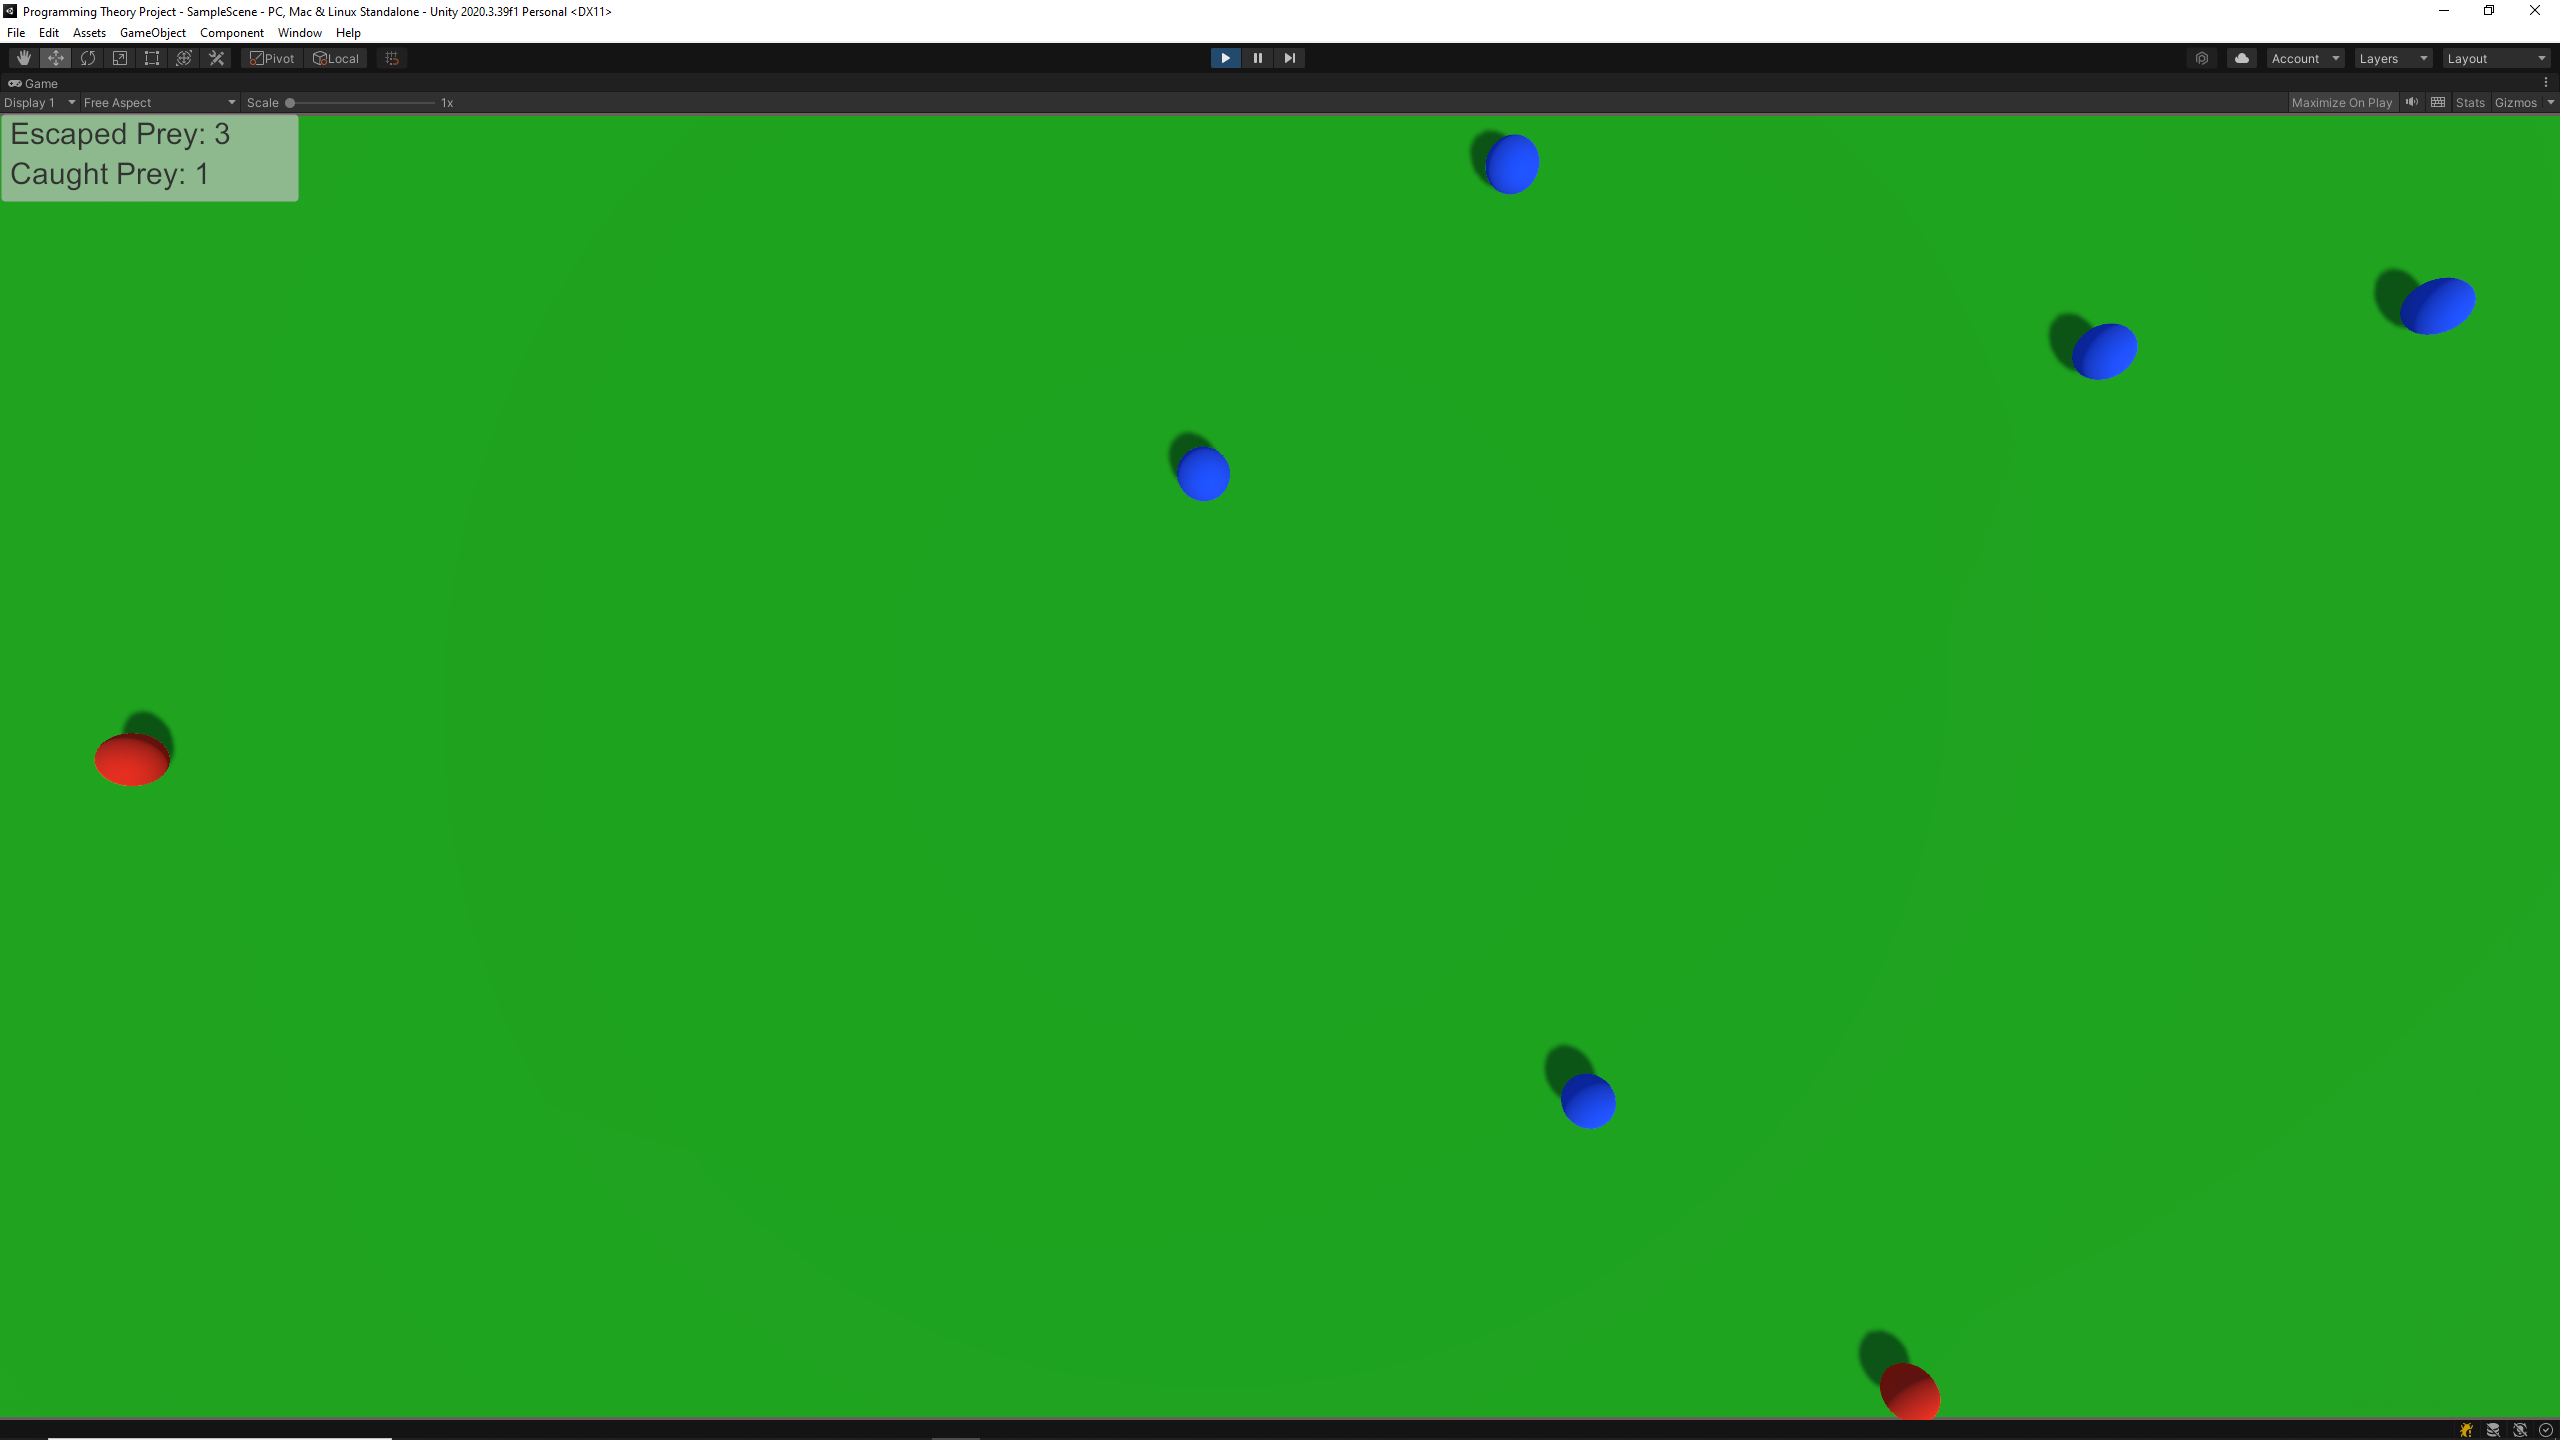 Programming Theory Project - SampleScene - PC, Mac & Linux Standalone - Unity 2020.3.39f1 Personal <DX11>
File Edit Assets GameObject Component Window Help
Pivot Local Account Layers Layout
Game
Display 1 Free Aspect Scale 1x Maximize On Play Stats Gizmos
Escaped Prey: 3
Caught Prey: 1